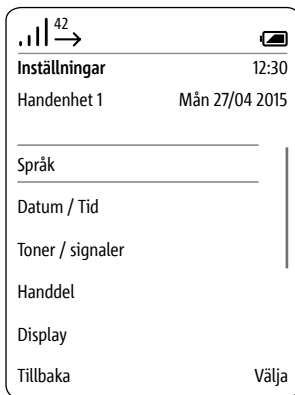 42
Inställningar 12:30
Handenhet 1 Mån 27/04 2015
Språk
Datum / Tid
Toner / signaler
Handdel
Display
Tillbaka Välja